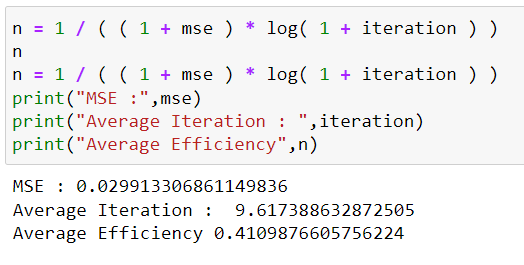 n = 1 / ( ( 1 + mse ) * log( 1 + iteration ) )
n
n = 1 / ( ( 1 + mse ) * log( 1 + iteration ) )
print("MSE :",mse)
print("Average Iteration : ",iteration)
print("Average Efficiency",n)
MSE : 0.029913306861149836
Average Iteration :  9.617388632872505
Average Efficiency 0.4109876605756224